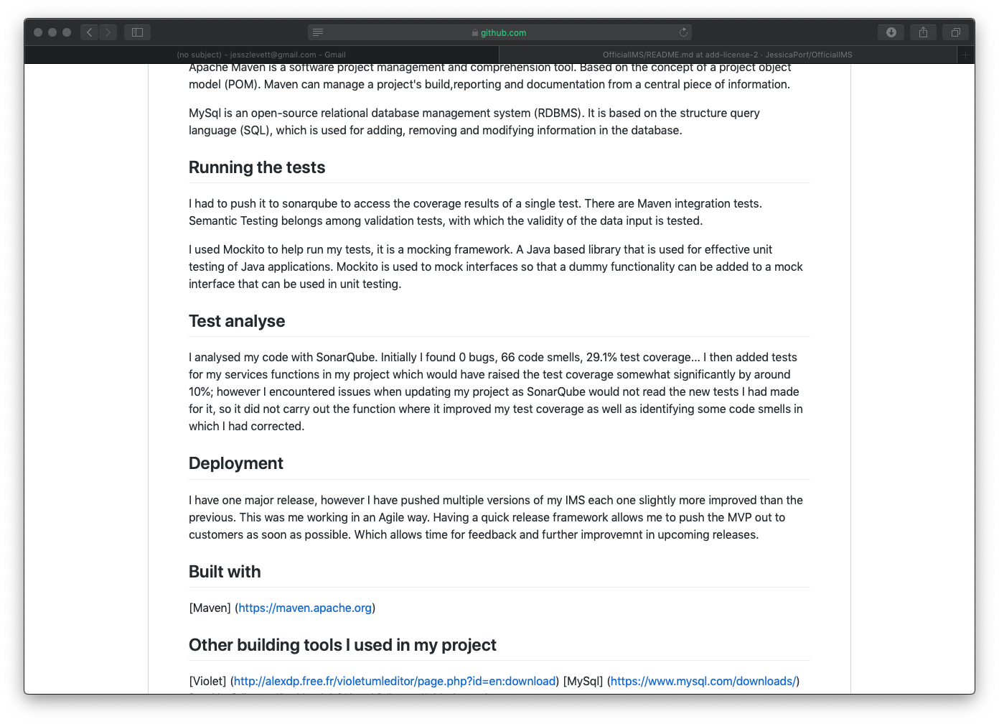 github.com
(no subject) - jesszlevett@gmail.com - Gmail
OfficialIMS/README.md at add-license-2 · JessicaPorf/OfficialIMS
Apache Maven is a software project management and comprehension tool. Based on the concept of a project object
model (POM). Maven can manage a project's build,reporting and documentation from a central piece of information.
MySql is an open-source relational database management system (RDBMS). It is based on the structure query
language (SQL), which is used for adding, removing and modifying information in the database.
Running the tests
I had to push it to sonarqube to access the coverage results of a single test. There are Maven integration tests.
Semantic Testing belongs among validation tests, with which the validity of the data input is tested.
I used Mockito to help run my tests, it is a mocking framework. A Java based library that is used for effective unit
testing of Java applications. Mockito is used to mock interfaces so that a dummy functionality can be added to a mock
interface that can be used in unit testing.
Test analyse
I analysed my code with SonarQube. Initially I found 0 bugs, 66 code smells, 29.1% test coverage... I then added tests
for my services functions in my project which would have raised the test coverage somewhat significantly by around
10%; however I encountered issues when updating my project as SonarQube would not read the new tests I had made
for it, so it did not carry out the function where it improved my test coverage as well as identifying some code smells in
which I had corrected.
Deployment
I have one major release, however I have pushed multiple versions of my IMS each one slightly more improved than the
previous. This was me working in an Agile way. Having a quick release framework allows me to push the MVP out to
customers as soon as possible. Which allows time for feedback and further improvemnt in upcoming releases.
Built with
[Maven] (https://maven.apache.org)
Other building tools I used in my project
[Violet] (http://alexdp.free.fr/violetumleditor/page.php?id=en:download) [MySql] (https://www.mysql.com/downloads/)